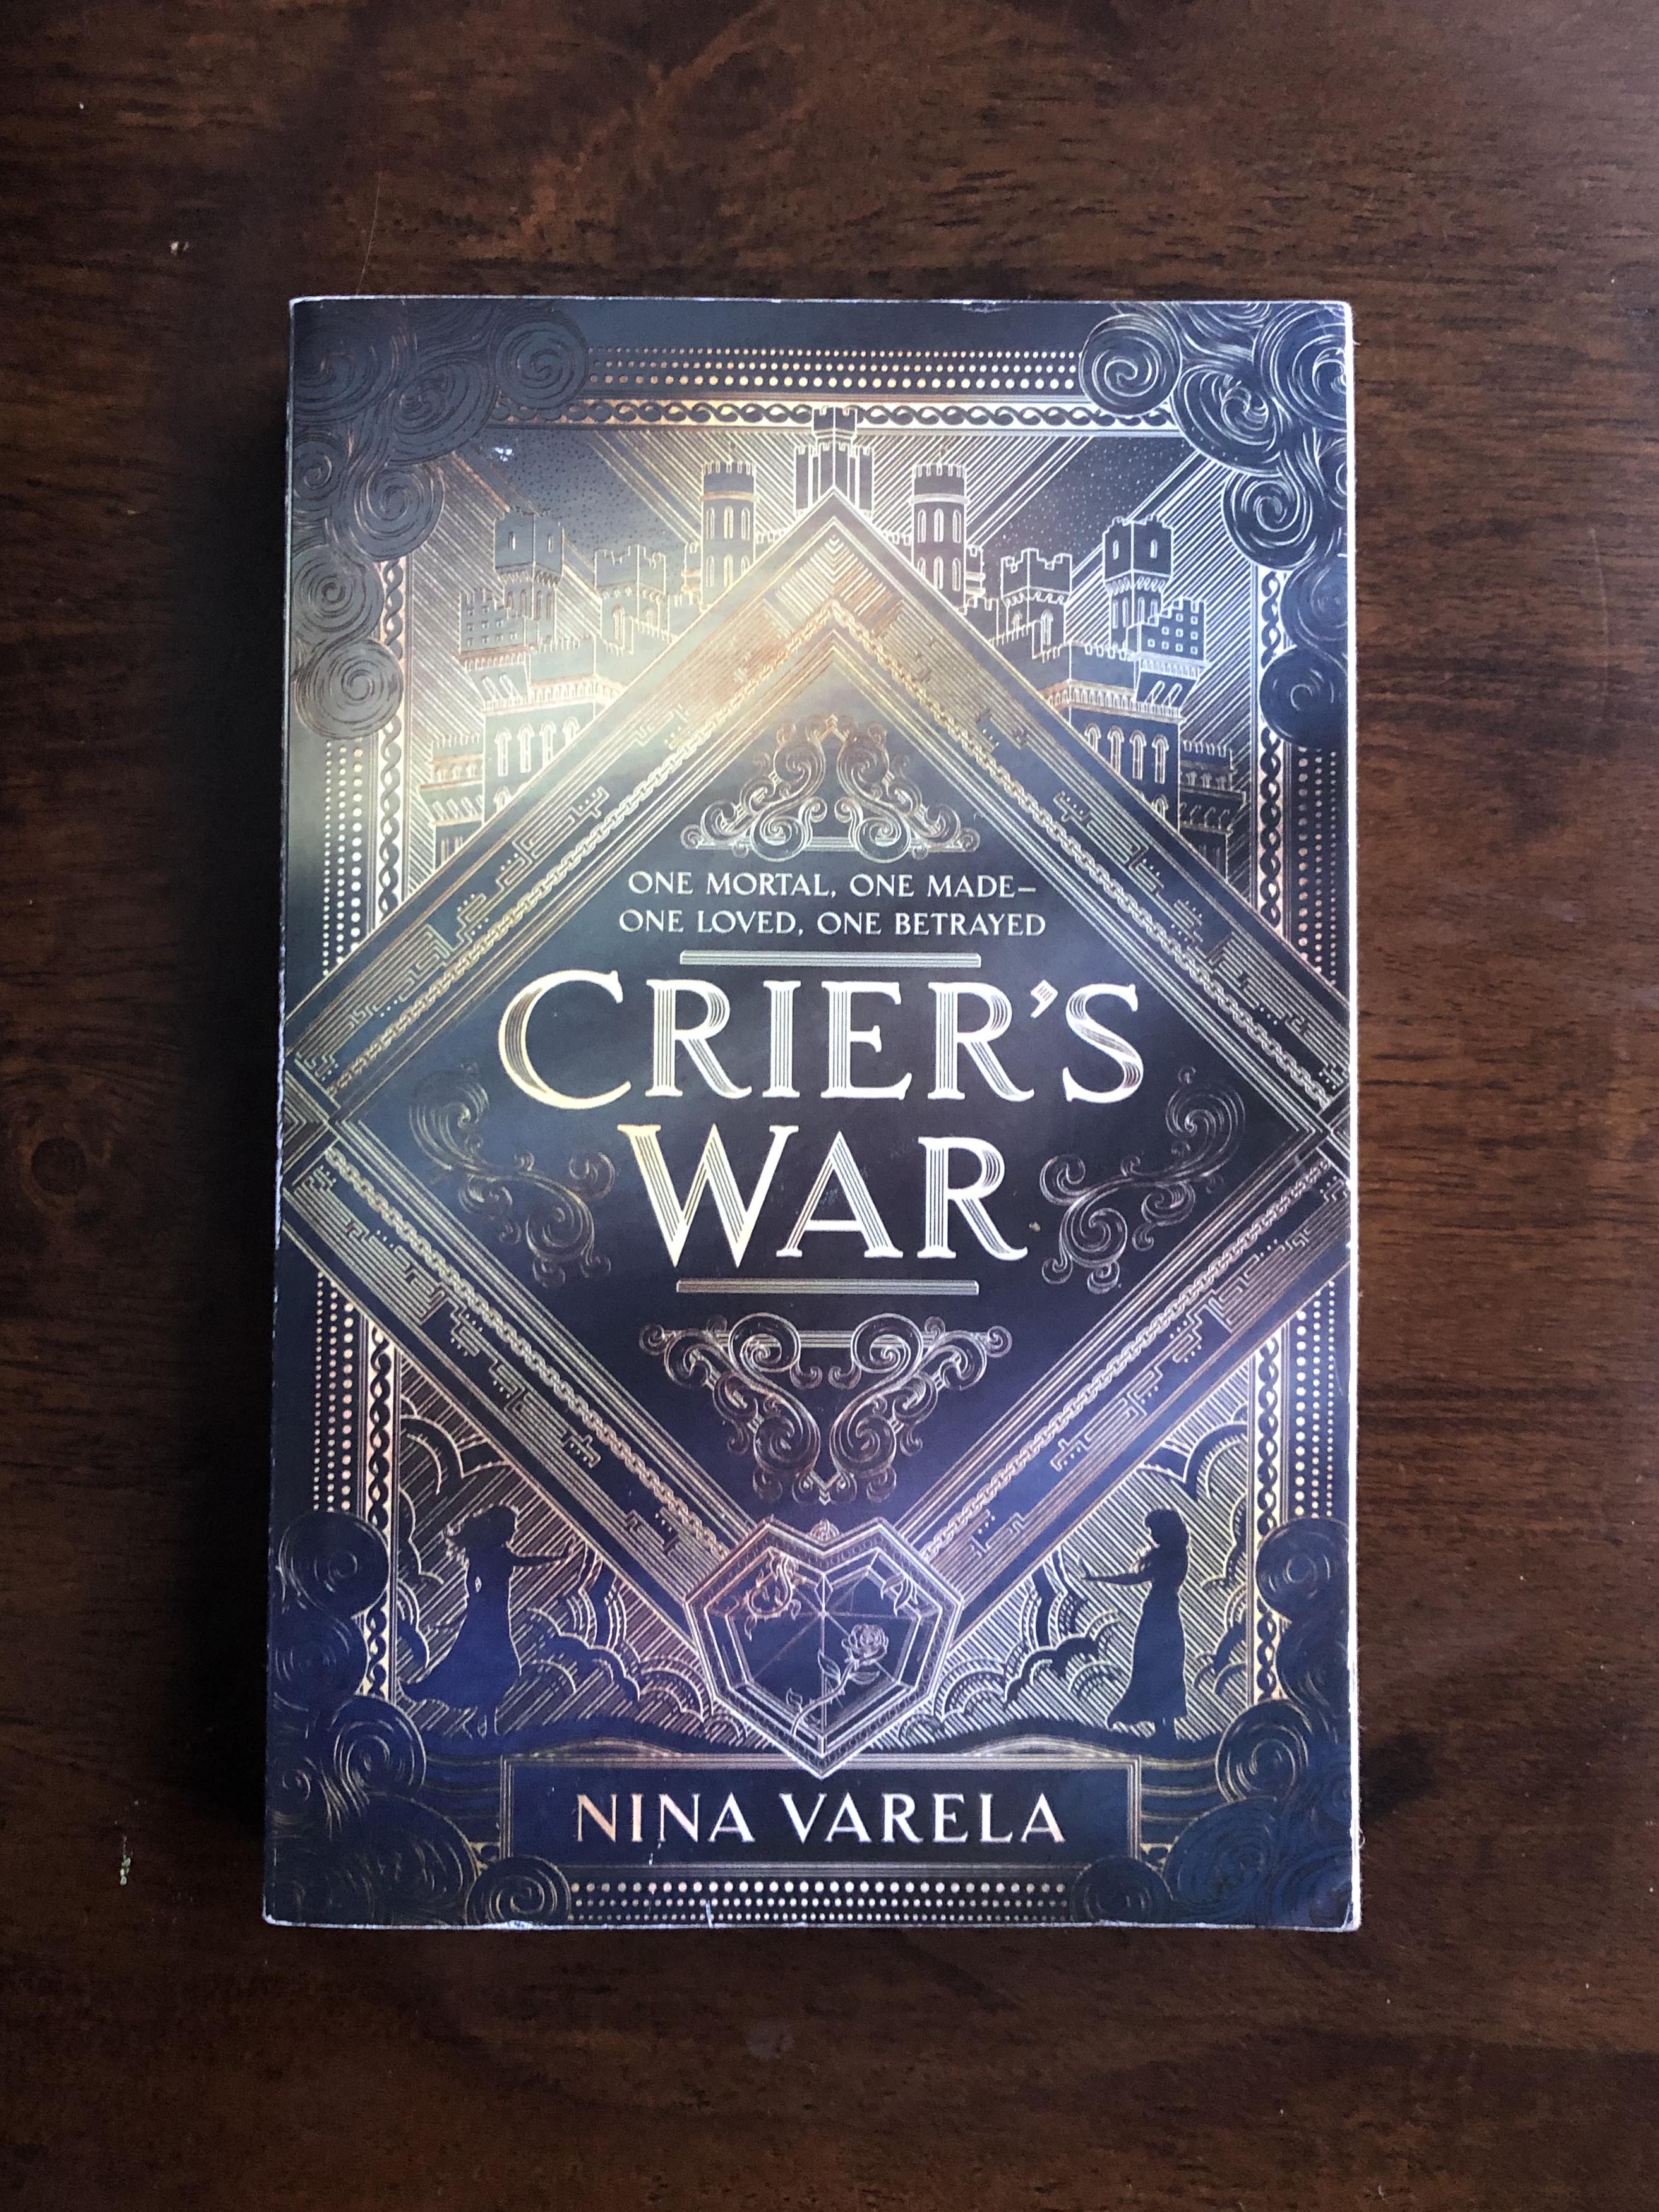 ONE MORTAL, ONE MADE–
ONE LOVED, ONE BETRAYED
CRIER'S
WAR
NINA VARELA